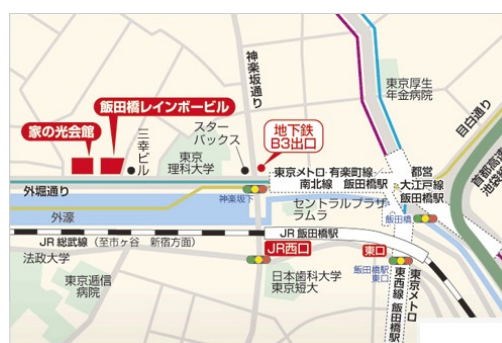 神楽坂通り
東京厚生
年金病院
目白通り
飯田橋レインボービル
家の光会館
三幸ビル
スター
バックス
地下鉄
B3出口
東京
理科大学
首都高速
池袋線
東京メトロ・有楽町線
南北線 飯田橋駅
都営
大江戸線
飯田橋駅
外堀通り
神楽坂下
セントラルプラザ
ラムラ
飯田橋
外濠
JR 飯田橋駅
JR 総武線（至市ヶ谷 新宿方面）
JR西口
東口
法政大学
飯田橋駅
東口
東京逓信
病院
日本歯科大学
東京短大
東京メトロ
東西線 飯田橋駅